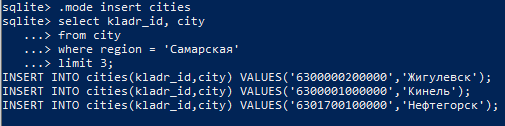 sqlite> .mode insert cities
sqlite> select kladr_id, city
   ...> from city
   ...> where region = 'Самарская'
   ...> limit 3;
INSERT INTO cities(kladr_id,city) VALUES('6300000200000','Жигулевск');
INSERT INTO cities(kladr_id,city) VALUES('6300001000000','Кинель');
INSERT INTO cities(kladr_id,city) VALUES('6301700100000','Нефтегорск');